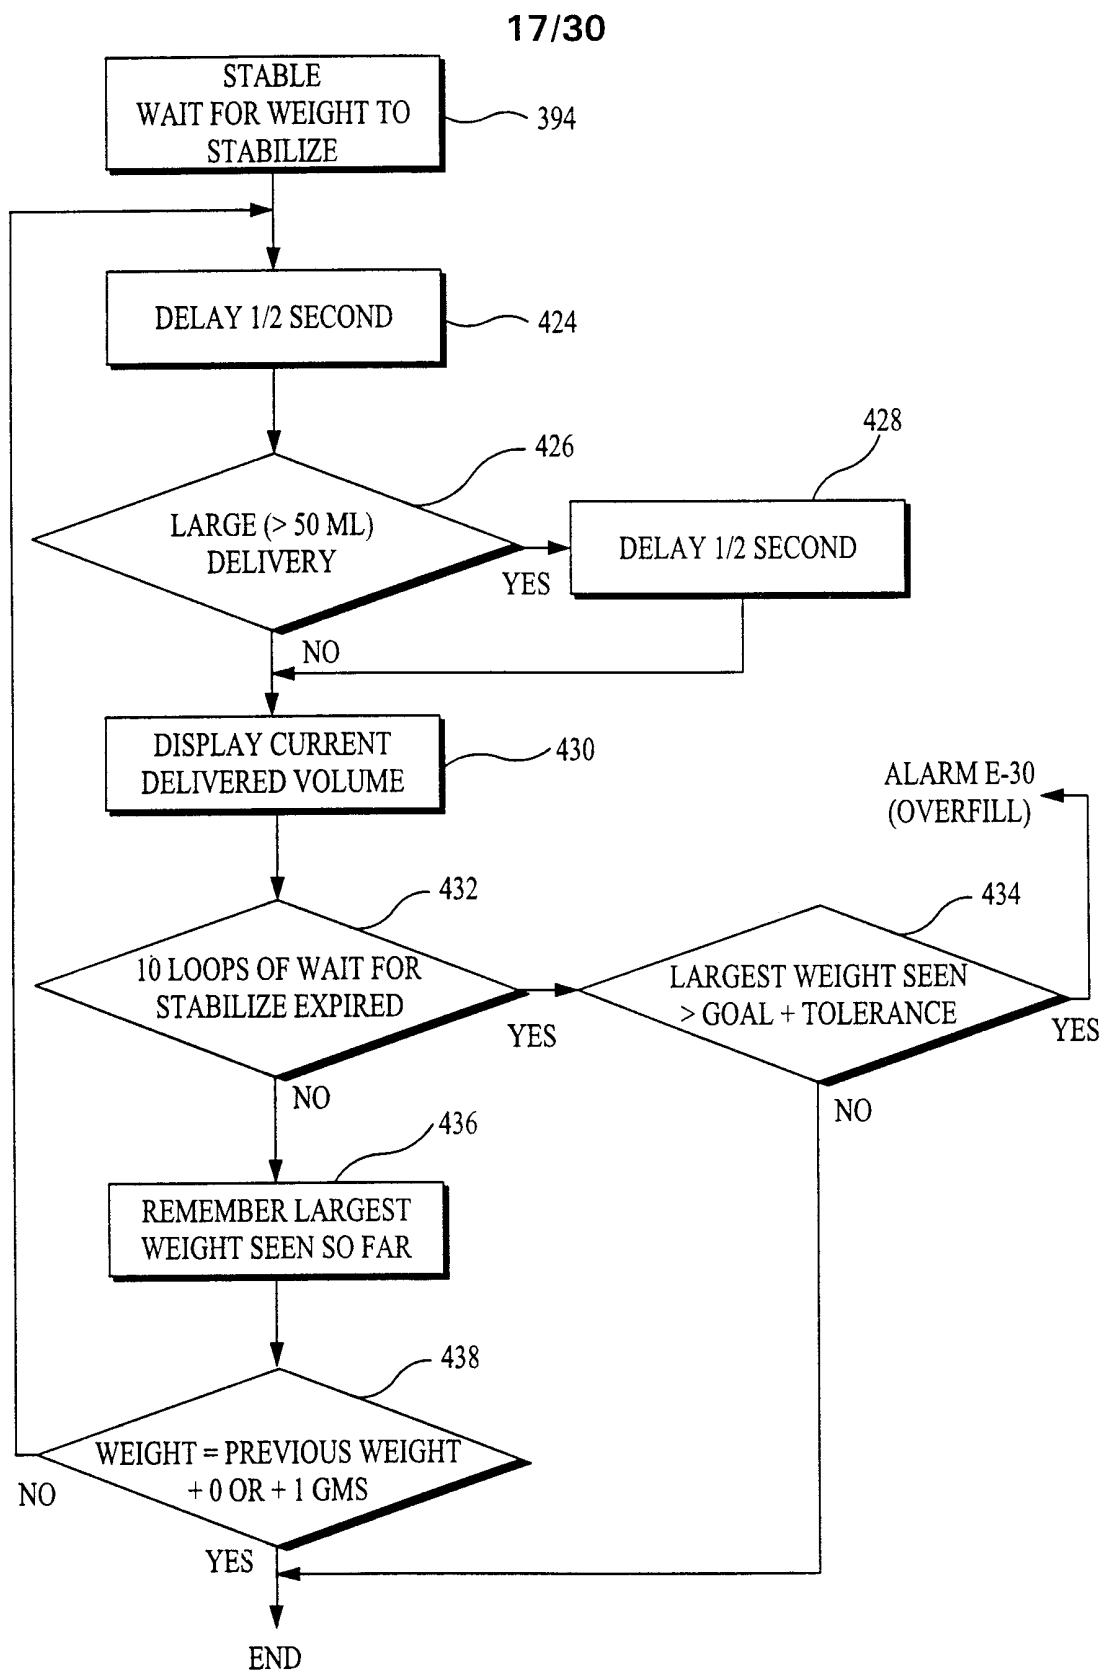 17/30
STABLE
WAIT FOR WEIGHT TO
STABILIZE
394
DELAY 1/2 SECOND
424
426
428
LARGE (> 50 ML)
DELIVERY
DELAY 1/2 SECOND
YES
NO
DISPLAY CURRENT
DELIVERED VOLUME
430
ALARM E-30
(OVERFILL)
432
434
10 LOOPS OF WAIT FOR
STABILIZE EXPIRED
LARGEST WEIGHT SEEN
> GOAL + TOLERANCE
YES
YES
NO
NO
436
REMEMBER LARGEST
WEIGHT SEEN SO FAR
438
WEIGHT = PREVIOUS WEIGHT
+ 0 OR + 1 GMS
NO
YES
END